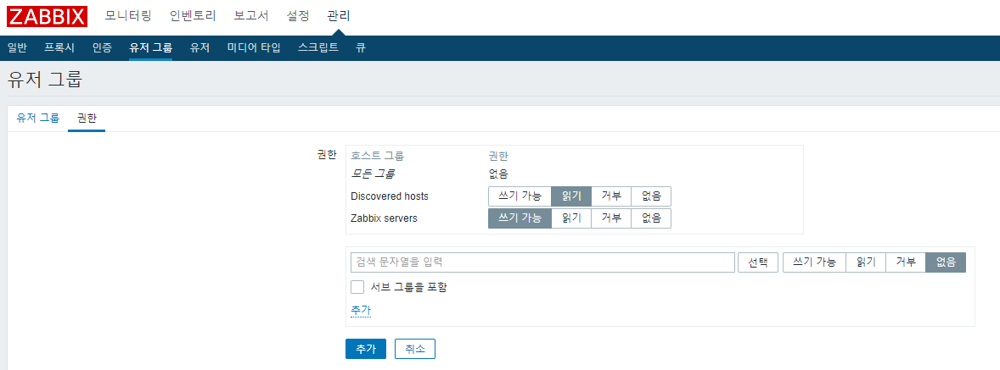 ZABBIX 모니터링 인벤토리 보고서 설정 관리
일반 프록시 인증 유저 그룹 유저 미디어 타입 스크립트 큐
유저 그룹
유저 그룹 권한
권한 호스트 그룹 권한
모든 그룹 없음
Discovered hosts 쓰기 가능 읽기 거부 없음
Zabbix servers 쓰기 가능 읽기 거부 없음
검색 문자열을 입력 선택 쓰기 가능 읽기 거부 없음
서브 그룹을 포함
추가
추가 취소